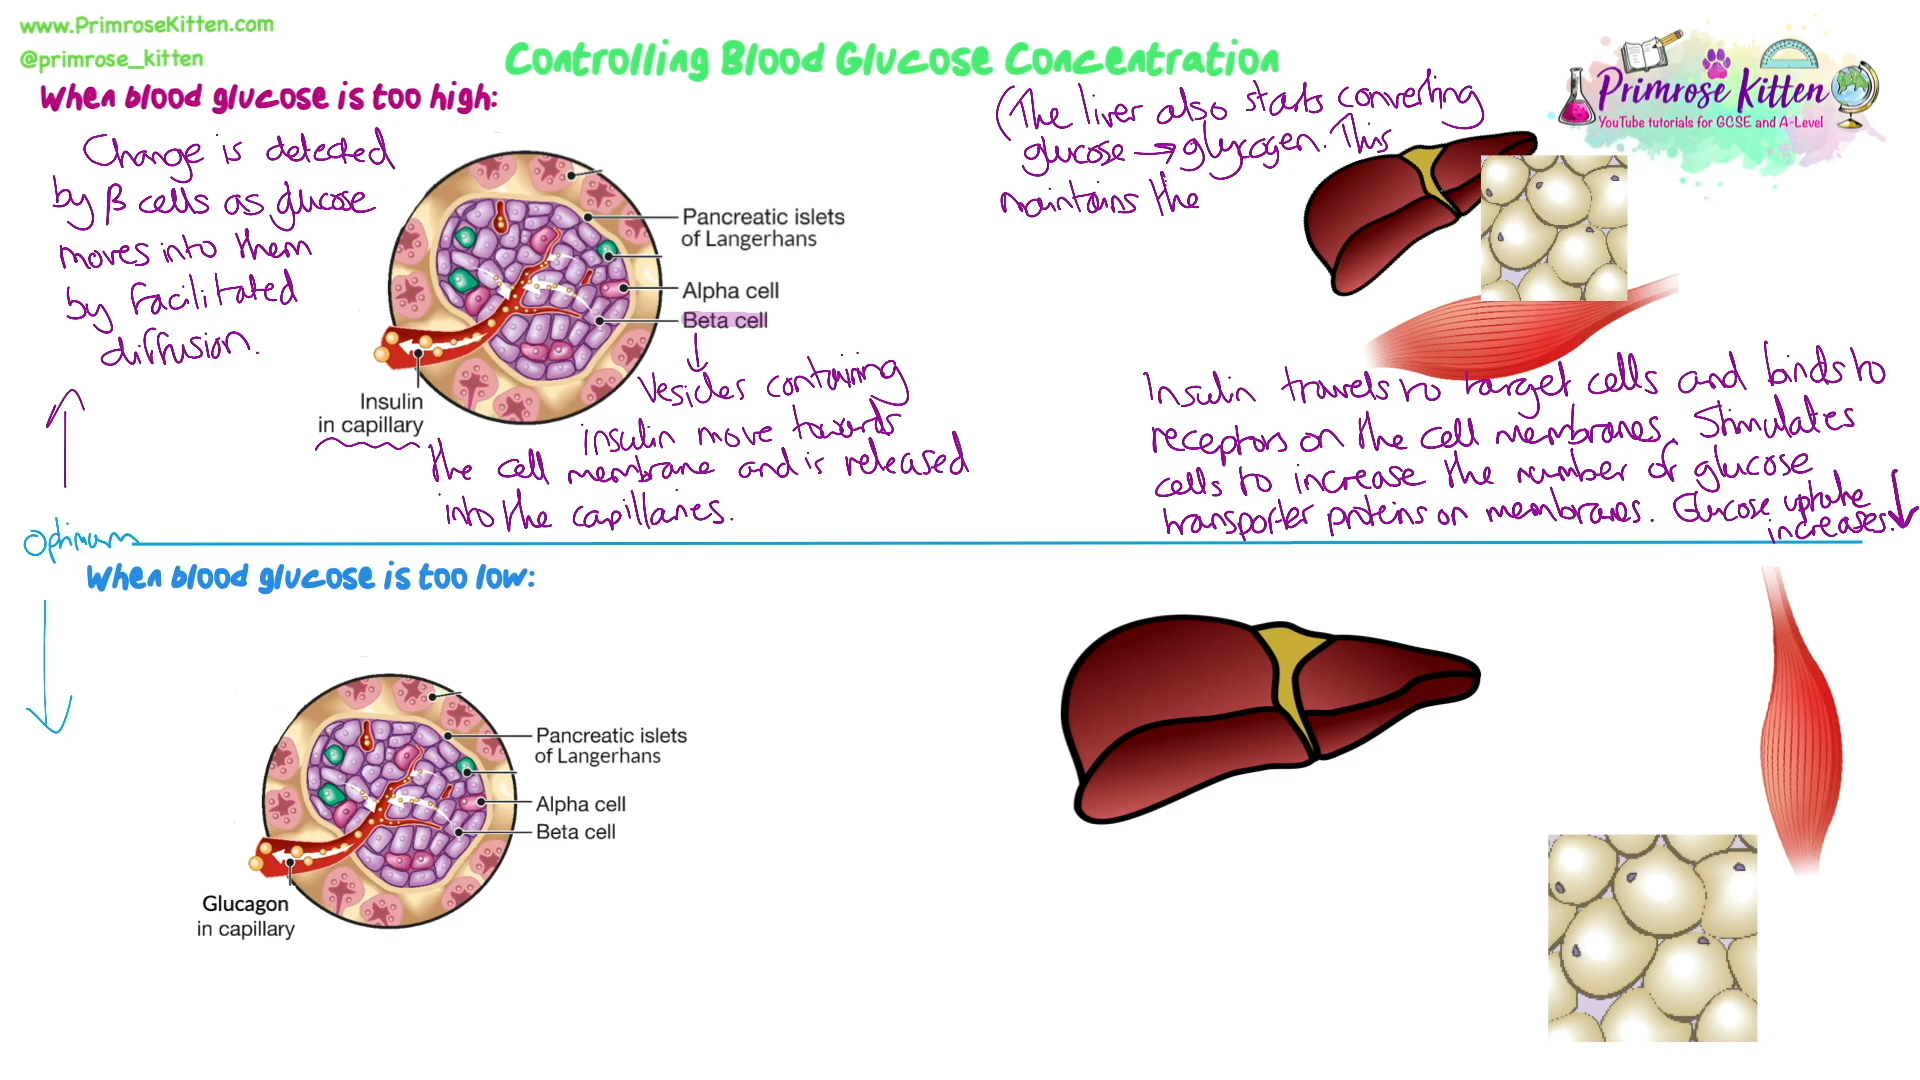 www.PrimroseKitten.com
@primrose_kitten
Controlling Blood Glucose Concentration
Primrose Kitten
YouTube tutorials for GCSE and A-Level
When blood glucose is too high:
Change is detected
by β cells as glucose
moves into them
by facilitated
diffusion.
Pancreatic islets
of Langerhans
Alpha cell
Beta cell
Insulin
in capillary
Vesicles containing
insulin move towards
the cell membrane and is released
into the capillaries.
(The liver also starts converting
glucose → glycogen. This
maintains the
Insulin travels to target cells and binds to
receptors on the cell membranes. Stimulates
cells to increase the number of glucose
transporter proteins on membranes. Glucose uptake
increases.
Optimum
When blood glucose is too low:
Pancreatic islets
of Langerhans
Alpha cell
Beta cell
Glucagon
in capillary